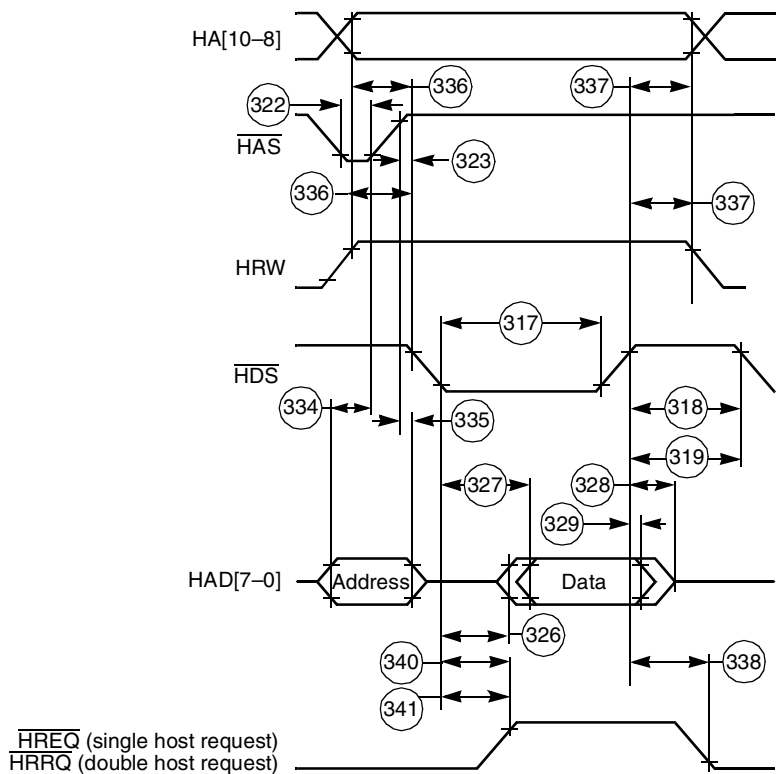 HA[10–8]
336
337
322
HAS
323
336
337
HRW
317
HDS
334
335
318
319
327
328
329
HAD[7–0]
Address
Data
326
340
338
341
HREQ (single host request)
HRRQ (double host request)